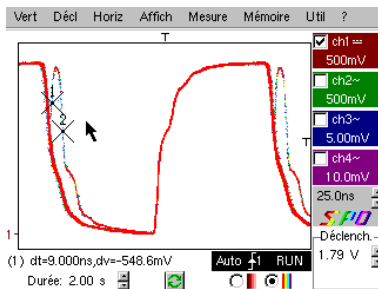 Vert Décl Horiz Affich Mesure Mémoire Util ?
T
ch1
500mV
ch2~
500mV
ch3~
5.00mV
ch4~
10.0mV
25.0ns
SPO
Déclench.
1.79 V
1
2
T
1
(1) dt=9.000ns,dv=-548.6mV
Auto 1 RUN
Durée: 2.00 s